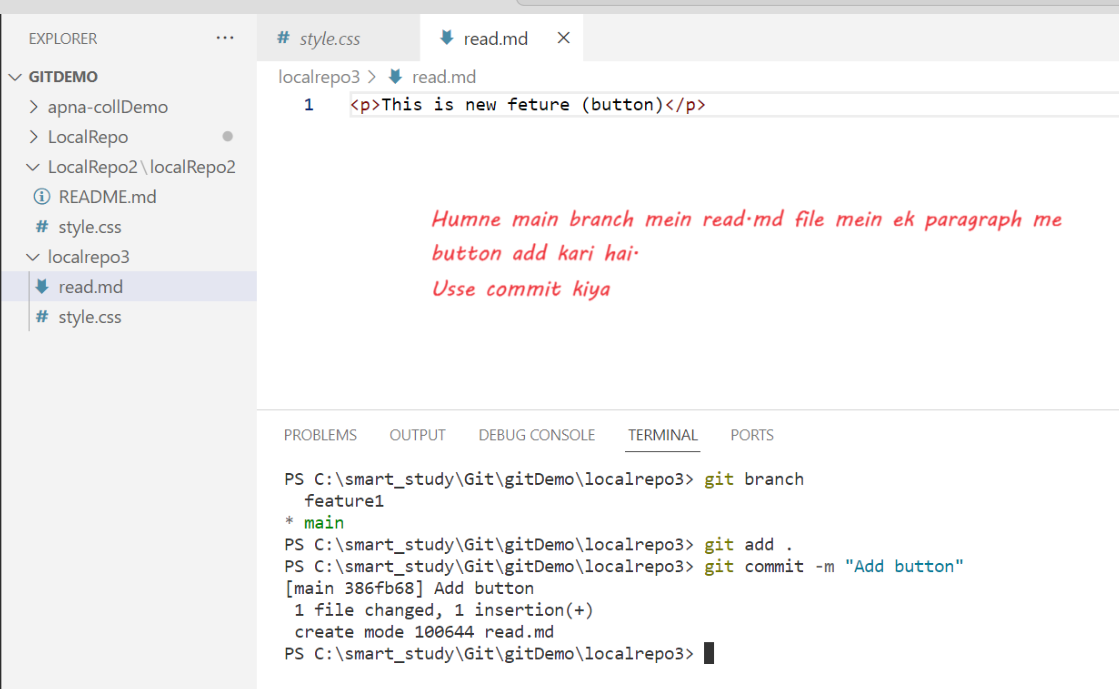 EXPLORER ···
GITDEMO
apna-collDemo
LocalRepo
LocalRepo2\localRepo2
README.md
# style.css
localrepo3
read.md
# style.css
# style.css read.md ×
localrepo3 > read.md
1 <p>This is new feture (button)</p>
Humne main branch mein read.md file mein ek paragraph me
button add kari hai.
Usse commit kiya
PROBLEMS OUTPUT DEBUG CONSOLE TERMINAL PORTS
PS C:\smart_study\Git\gitDemo\localrepo3> git branch
feature1
* main
PS C:\smart_study\Git\gitDemo\localrepo3> git add .
PS C:\smart_study\Git\gitDemo\localrepo3> git commit -m "Add button"
[main 386fb68] Add button
1 file changed, 1 insertion(+)
create mode 100644 read.md
PS C:\smart_study\Git\gitDemo\localrepo3>